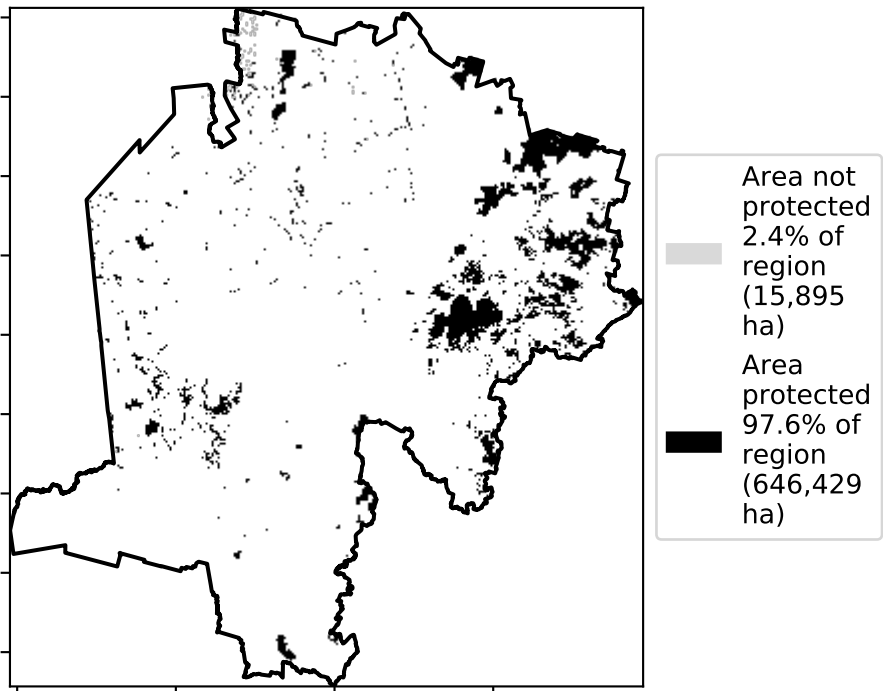 Area not
protected
2.4% of
region
(15,895
ha)
Area
protected
97.6% of
region
(646,429
ha)